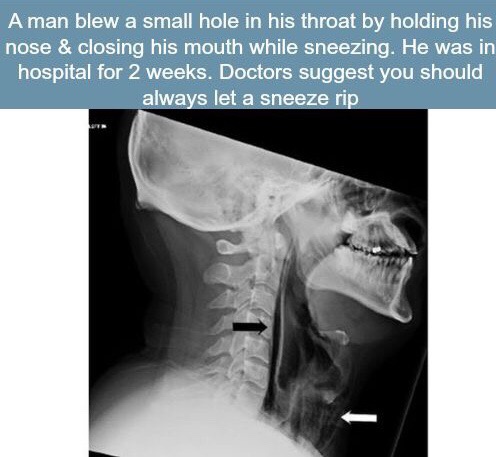 A man blew a small hole in his throat by holding his
nose & closing his mouth while sneezing. He was in
hospital for 2 weeks. Doctors suggest you should
always let a sneeze rip